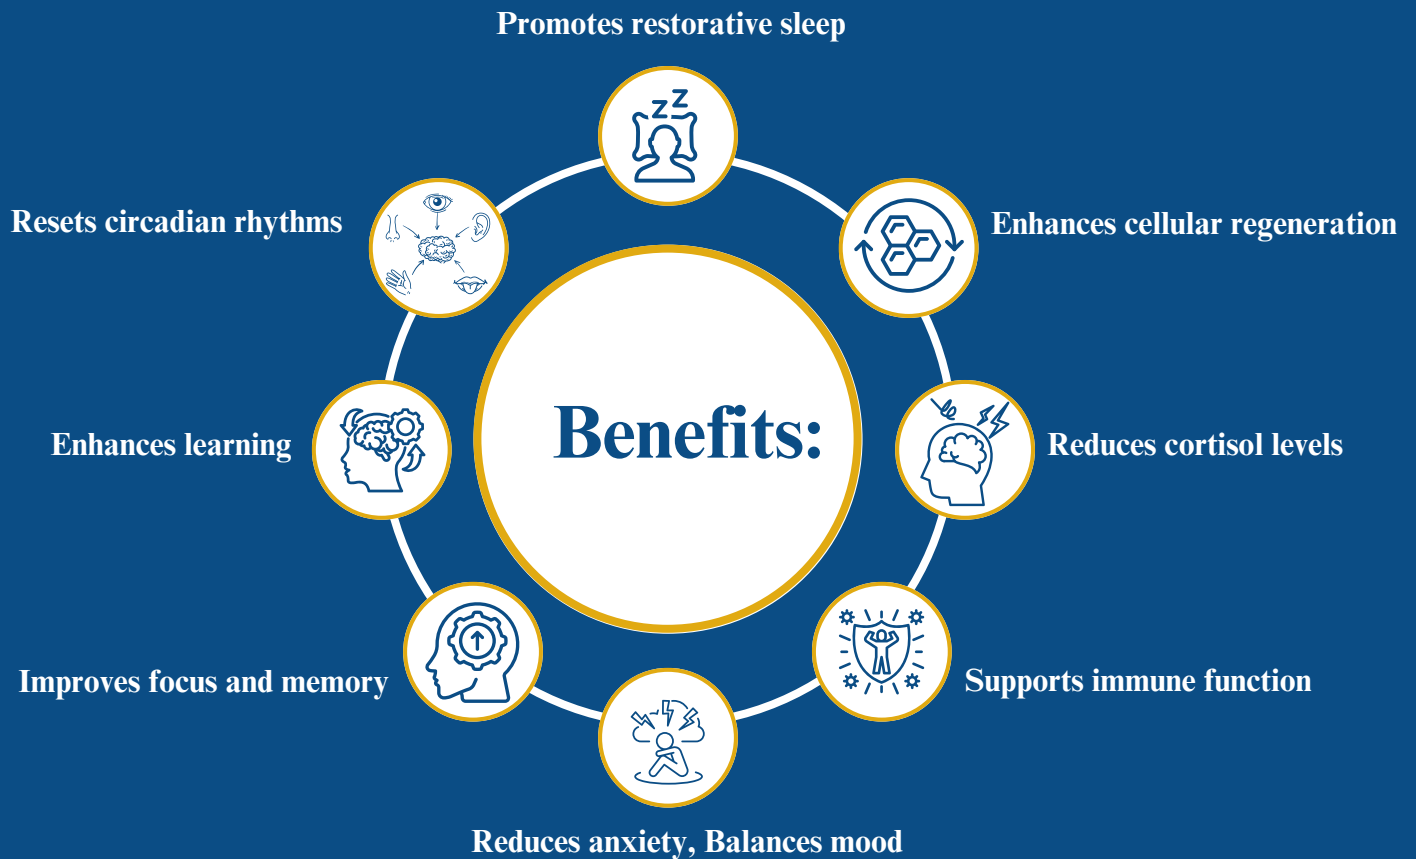 Promotes restorative sleep
zz
Resets circadian rhythms
Enhances cellular regeneration
Benefits:
Enhances learning
Reduces cortisol levels
Improves focus and memory
Supports immune function
Reduces anxiety, Balances mood